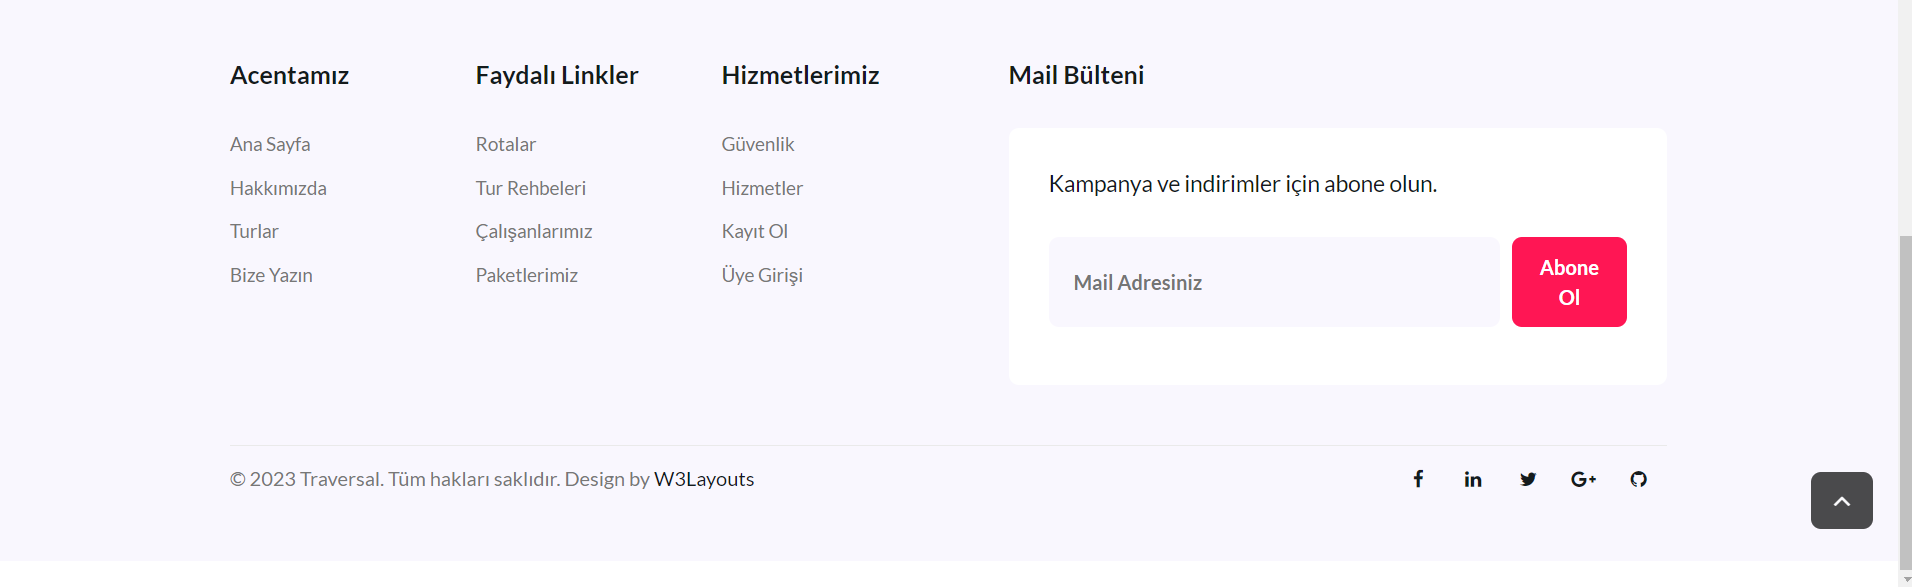 Acentamız
Ana Sayfa
Hakkımızda
Turlar
Bize Yazın
Faydalı Linkler
Rotalar
Tur Rehbeleri
Çalışanlarımız
Paketlerimiz
Hizmetlerimiz
Güvenlik
Hizmetler
Kayıt Ol
Üye Girişi
Mail Bülteni
Kampanya ve indirimler için abone olun.
Mail Adresiniz
Abone
Ol
© 2023 Traversal. Tüm hakları saklıdır. Design by W3Layouts